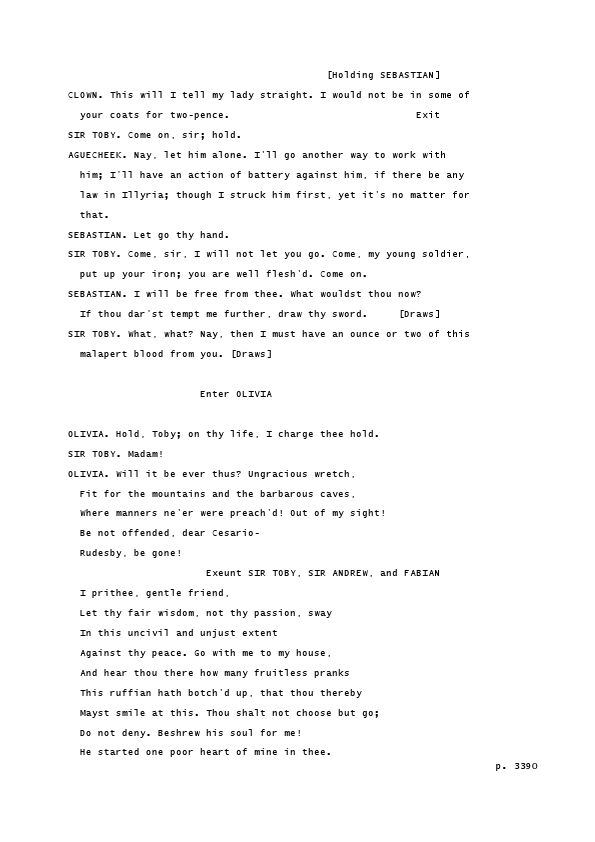 [Holding SEBASTIAN]
CLOWN. This will I tell my lady straight. I would not be in some of
your coats for two-pence. Exit
SIR TOBY. Come on, sir; hold.
AGUECHEEK. Nay, let him alone. I'll go another way to work with
him; I'll have an action of battery against him, if there be any
law in Illyria; though I struck him first, yet it's no matter for
that.
SEBASTIAN. Let go thy hand.
SIR TOBY. Come, sir, I will not let you go. Come, my young soldier,
put up your iron; you are well flesh'd. Come on.
SEBASTIAN. I will be free from thee. What wouldst thou now?
If thou dar'st tempt me further, draw thy sword. [Draws]
SIR TOBY. What, what? Nay, then I must have an ounce or two of this
malapert blood from you. [Draws]
Enter OLIVIA
OLIVIA. Hold, Toby; on thy life, I charge thee hold.
SIR TOBY. Madam!
OLIVIA. Will it be ever thus? Ungracious wretch,
Fit for the mountains and the barbarous caves,
Where manners ne'er were preach'd! Out of my sight!
Be not offended, dear Cesario-
Rudesby, be gone!
Exeunt SIR TOBY, SIR ANDREW, and FABIAN
I prithee, gentle friend,
Let thy fair wisdom, not thy passion, sway
In this uncivil and unjust extent
Against thy peace. Go with me to my house,
And hear thou there how many fruitless pranks
This ruffian hath botch'd up, that thou thereby
Mayst smile at this. Thou shalt not choose but go;
Do not deny. Beshrew his soul for me!
He started one poor heart of mine in thee.
p. 3390